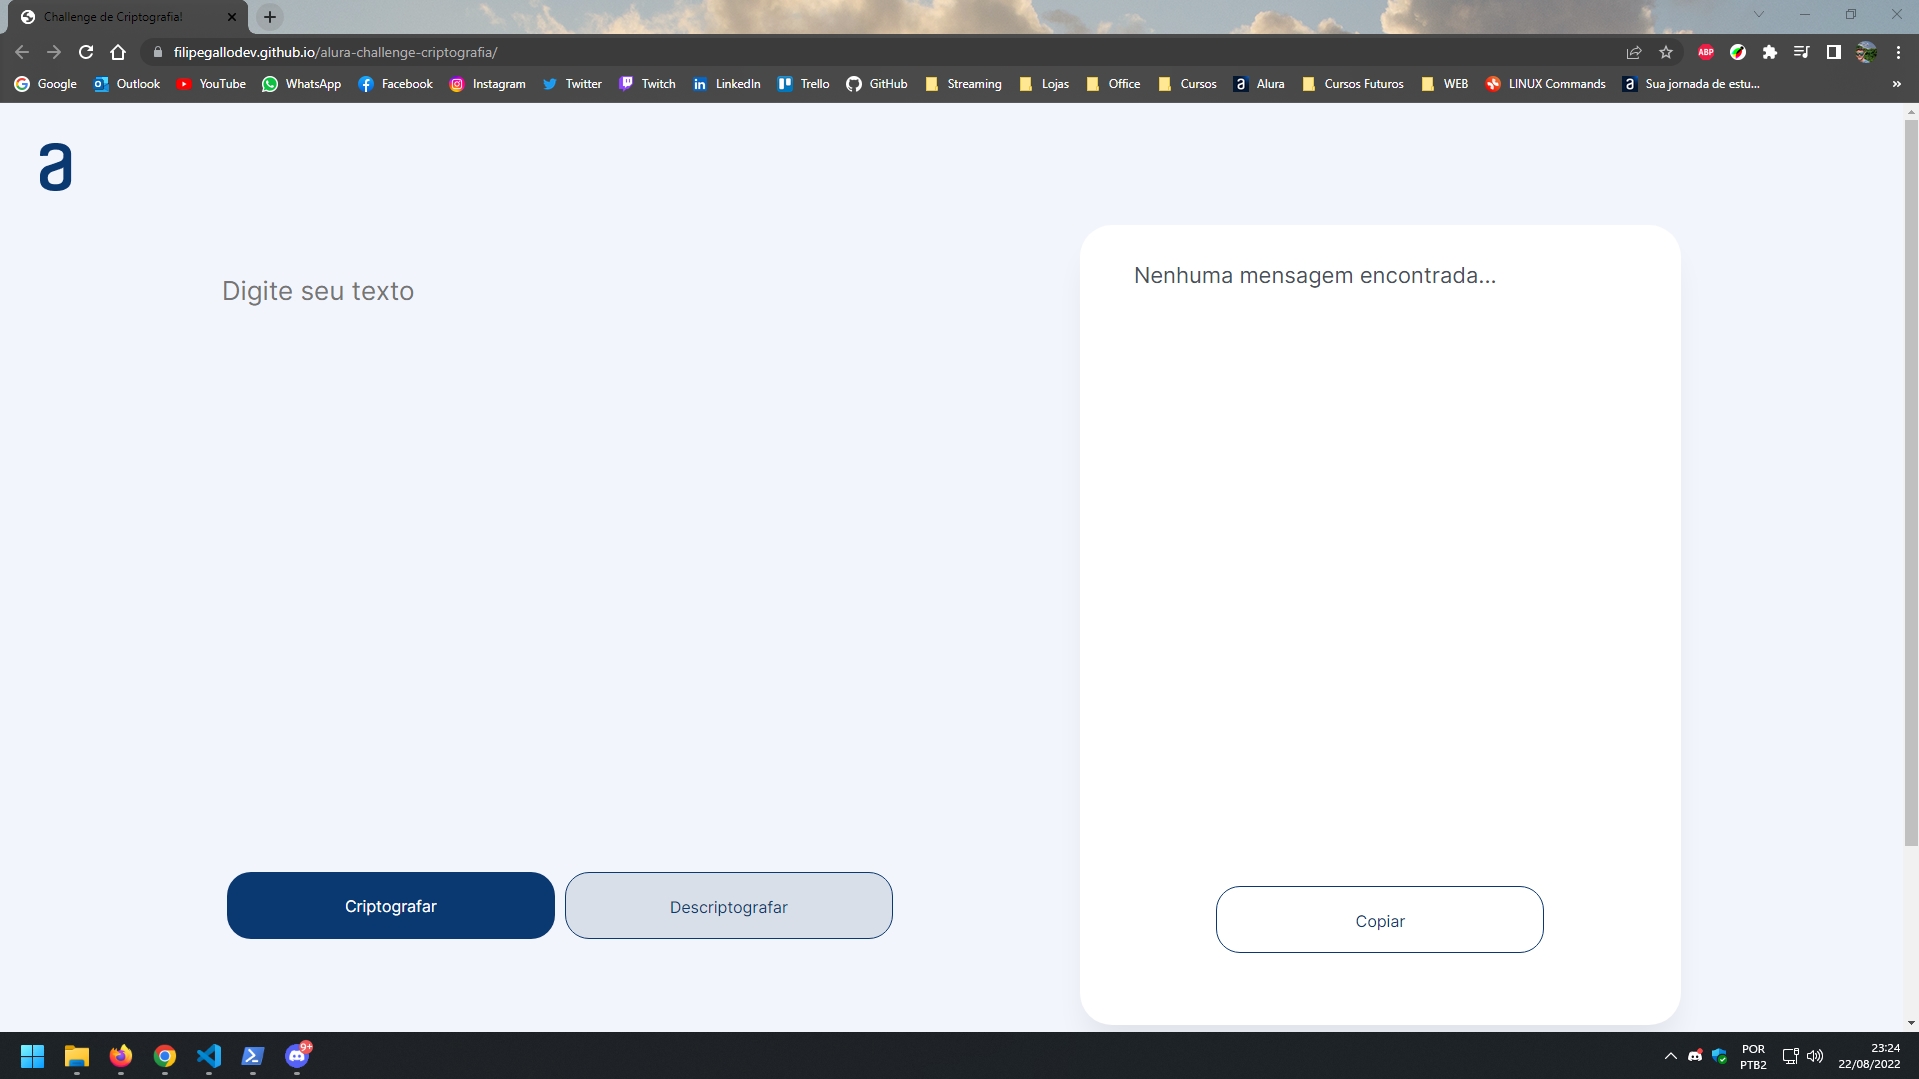 Challenge de Criptografia!
filipegallodev.github.io/alura-challenge-criptografia/
ABP
Google Outlook YouTube WhatsApp Facebook Instagram Twitter Twitch LinkedIn Trello GitHub Streaming Lojas Office Cursos Alura Cursos Futuros WEB LINUX Commands Sua jornada de estu...
a
Digite seu texto
Nenhuma mensagem encontrada...
Criptografar
Descriptografar
Copiar
9+
POR
PTB2
23:24
22/08/2022